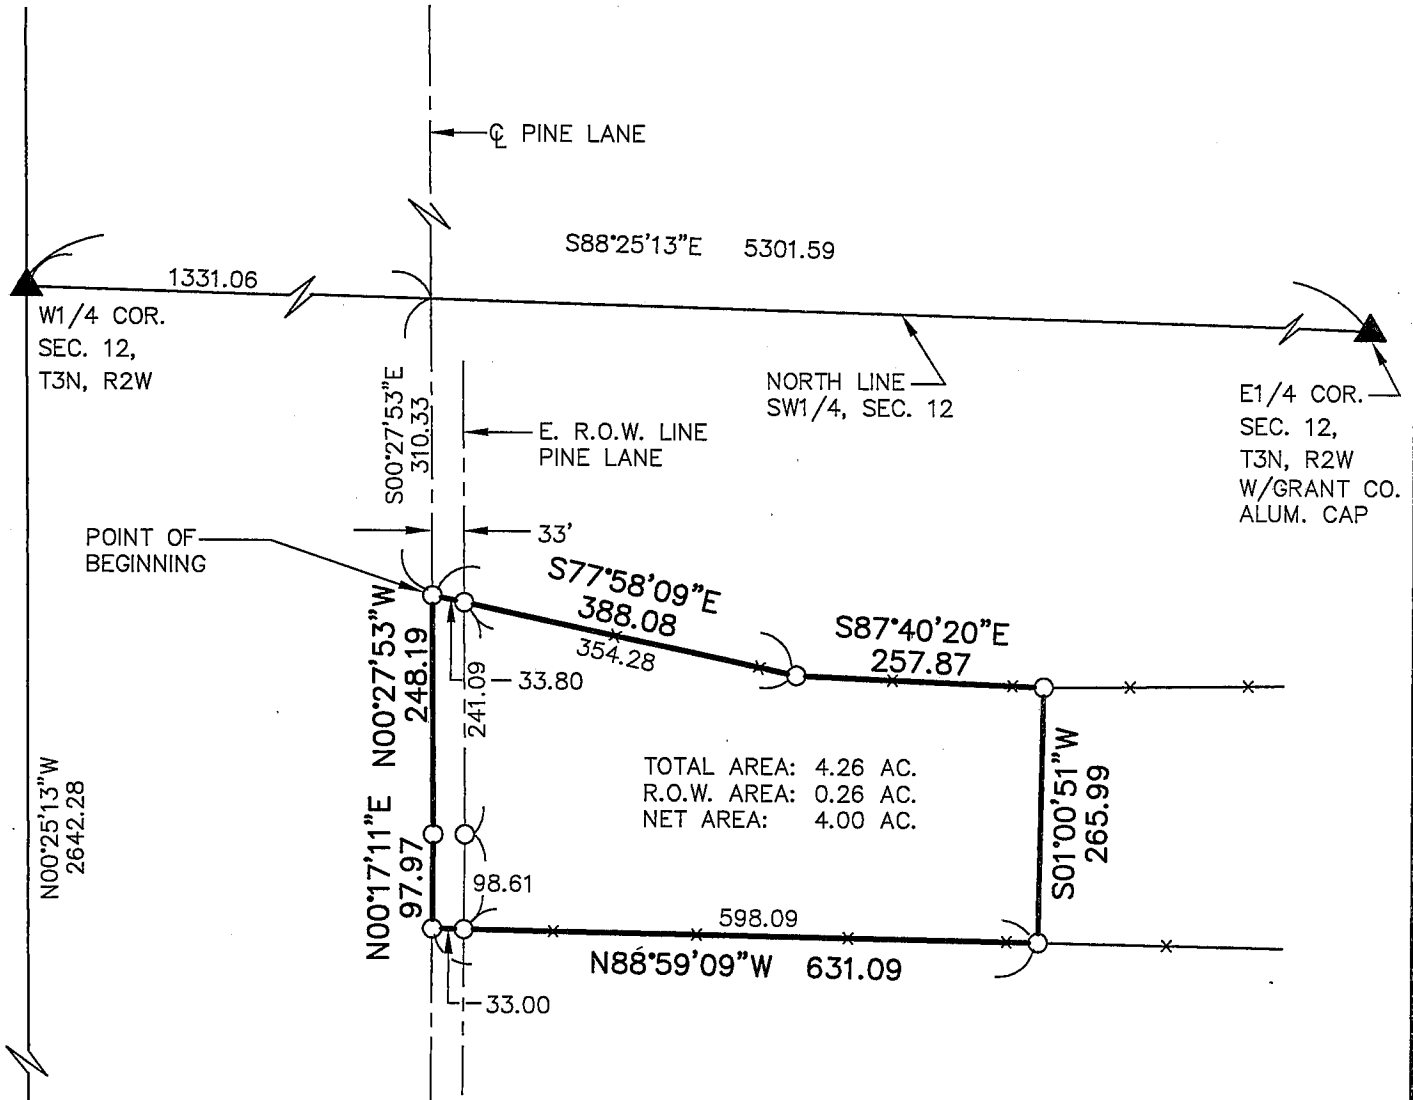 ℄ PINE LANE
S88°25'13"E 5301.59
1331.06
W1/4 COR.
SEC. 12,
T3N, R2W
S00°27'53"E
310.33
NORTH LINE
SW1/4, SEC. 12
E1/4 COR.
SEC. 12,
T3N, R2W
W/GRANT CO.
ALUM. CAP
E. R.O.W. LINE
PINE LANE
33'
POINT OF
BEGINNING
S77°58'09"E
388.08
354.28
S87°40'20"E
257.87
N00°27'53"W
248.19
33.80
241.09
TOTAL AREA: 4.26 AC.
R.O.W. AREA: 0.26 AC.
NET AREA: 4.00 AC.
S01°00'51"W
265.99
N00°25'13"W
2642.28
N00°17'11"E
97.97
98.61
598.09
N88°59'09"W 631.09
33.00